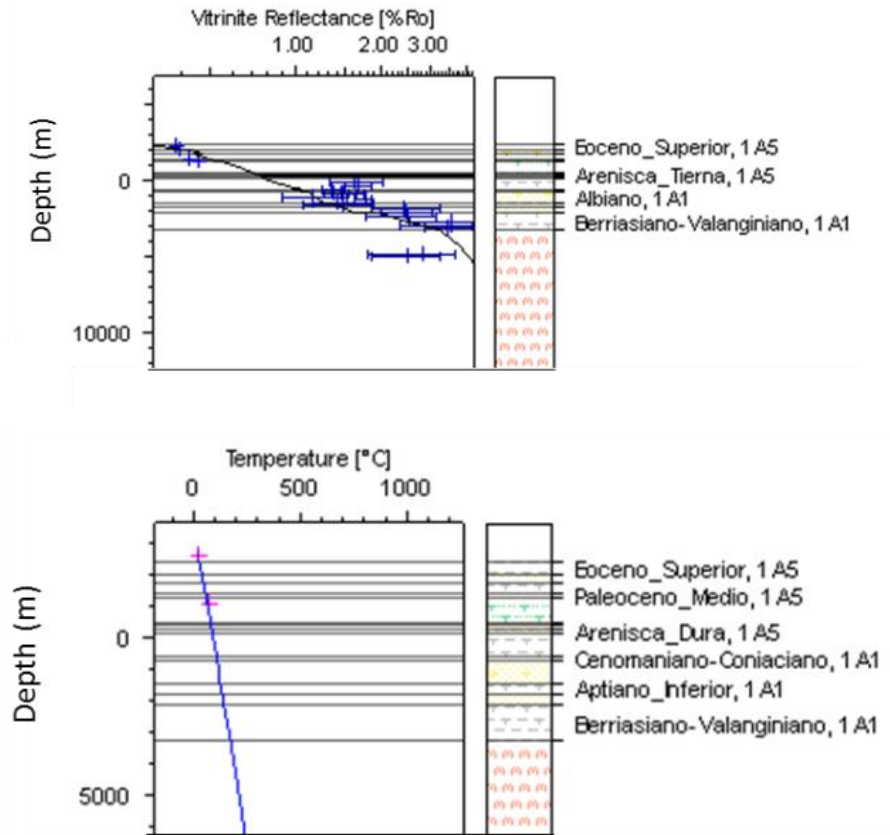 Vitrinite Reflectance [%Ro]
1.00 2.00 3.00
Depth (m)
0
10000
Eoceno_Superior, 1 A5
Arenisca_Tierna, 1 A5
Albiano, 1 A1
Berriasiano-Valanginiano, 1 A1
Temperature [°C]
0 500 1000
Depth (m)
0
5000
Eoceno_Superior, 1 A5
Paleoceno_Medio, 1 A5
Arenisca_Dura, 1 A5
Cenomaniano-Coniaciano, 1 A1
Aptiano_Inferior, 1 A1
Berriasiano-Valanginiano, 1 A1